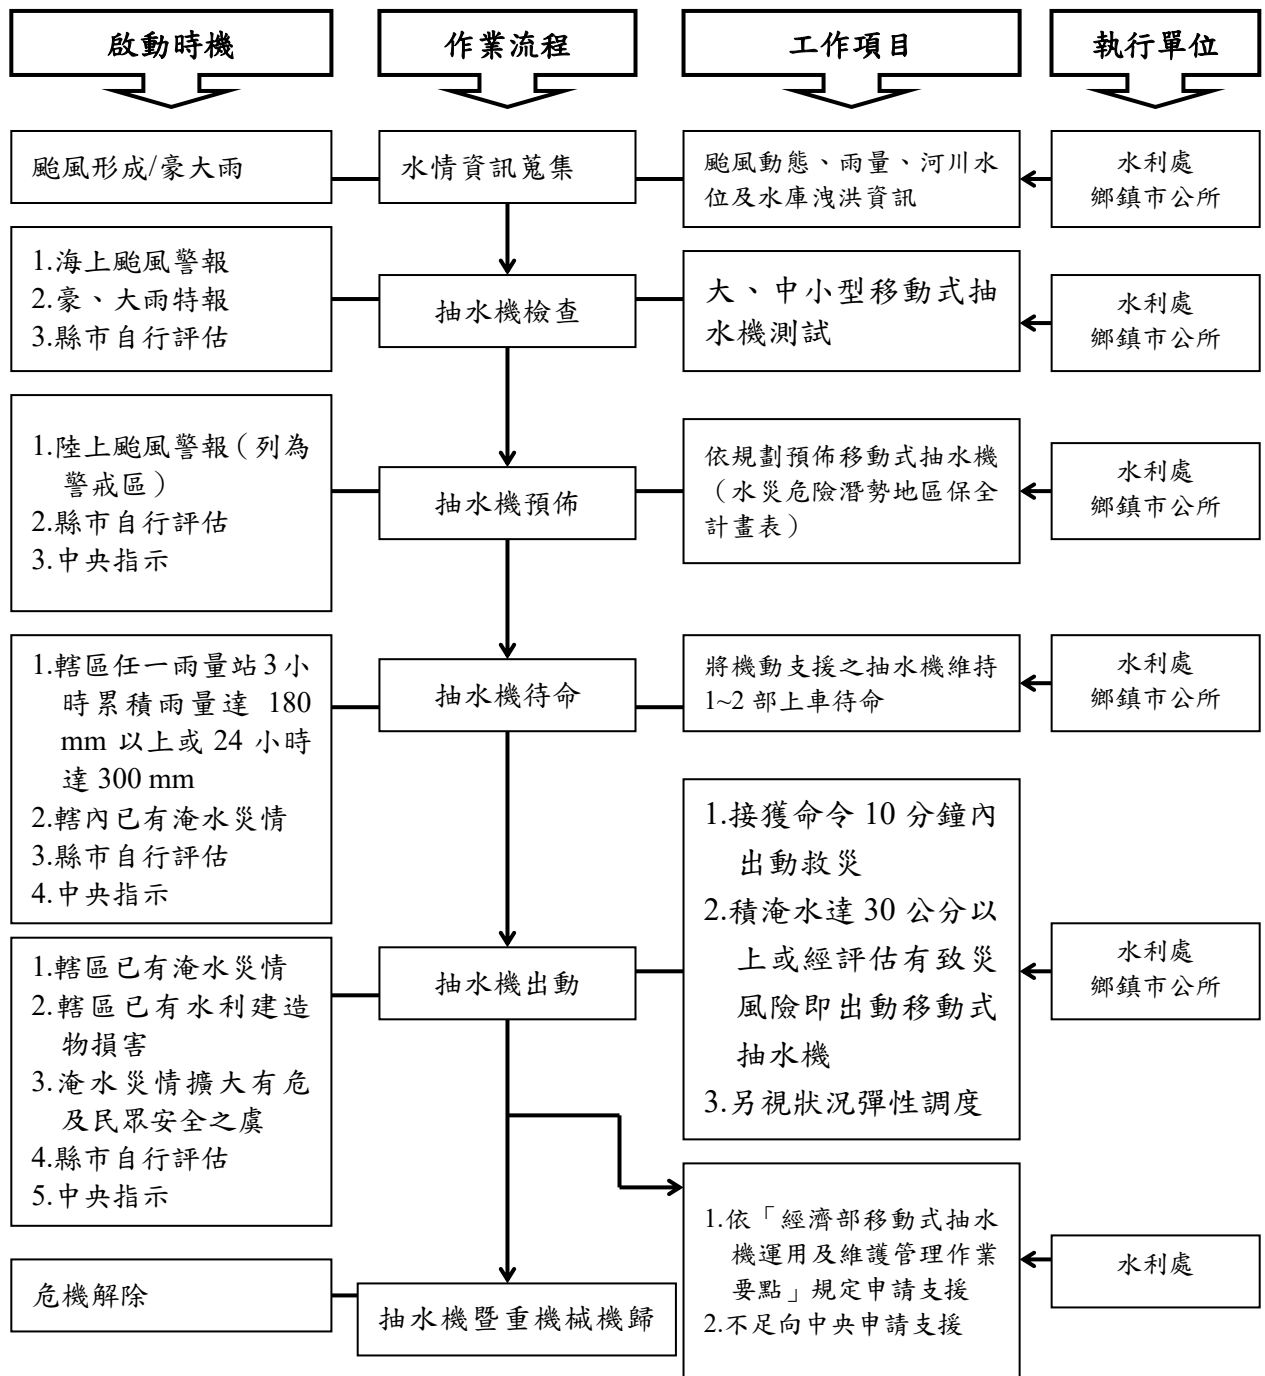 啟動時機
作業流程
工作項目
執行單位
颱風形成/豪大雨
水情資訊蒐集
颱風動態、雨量、河川水
位及水庫洩洪資訊
水利處
鄉鎮市公所
1.海上颱風警報
2.豪、大雨特報
3.縣市自行評估
抽水機檢查
大、中小型移動式抽
水機測試
水利處
鄉鎮市公所
1.陸上颱風警報（列為
警戒區）
2.縣市自行評估
3.中央指示
抽水機預佈
依規劃預佈移動式抽水機
（水災危險潛勢地區保全
計畫表）
水利處
鄉鎮市公所
1.轄區任一雨量站3小
時累積雨量達 180
mm 以上或 24 小時
達 300 mm
2.轄內已有淹水災情
3.縣市自行評估
4.中央指示
抽水機待命
將機動支援之抽水機維持
1~2 部上車待命
水利處
鄉鎮市公所
1.轄區已有淹水災情
2.轄區已有水利建造
物損害
3.淹水災情擴大有危
及民眾安全之虞
4.縣市自行評估
5.中央指示
抽水機出動
1.接獲命令 10 分鐘內
出動救災
2.積淹水達 30 公分以
上或經評估有致災
風險即出動移動式
抽水機
3.另視狀況彈性調度
水利處
鄉鎮市公所
1.依「經濟部移動式抽水
機運用及維護管理作業
要點」規定申請支援
2.不足向中央申請支援
水利處
危機解除
抽水機暨重機械機歸